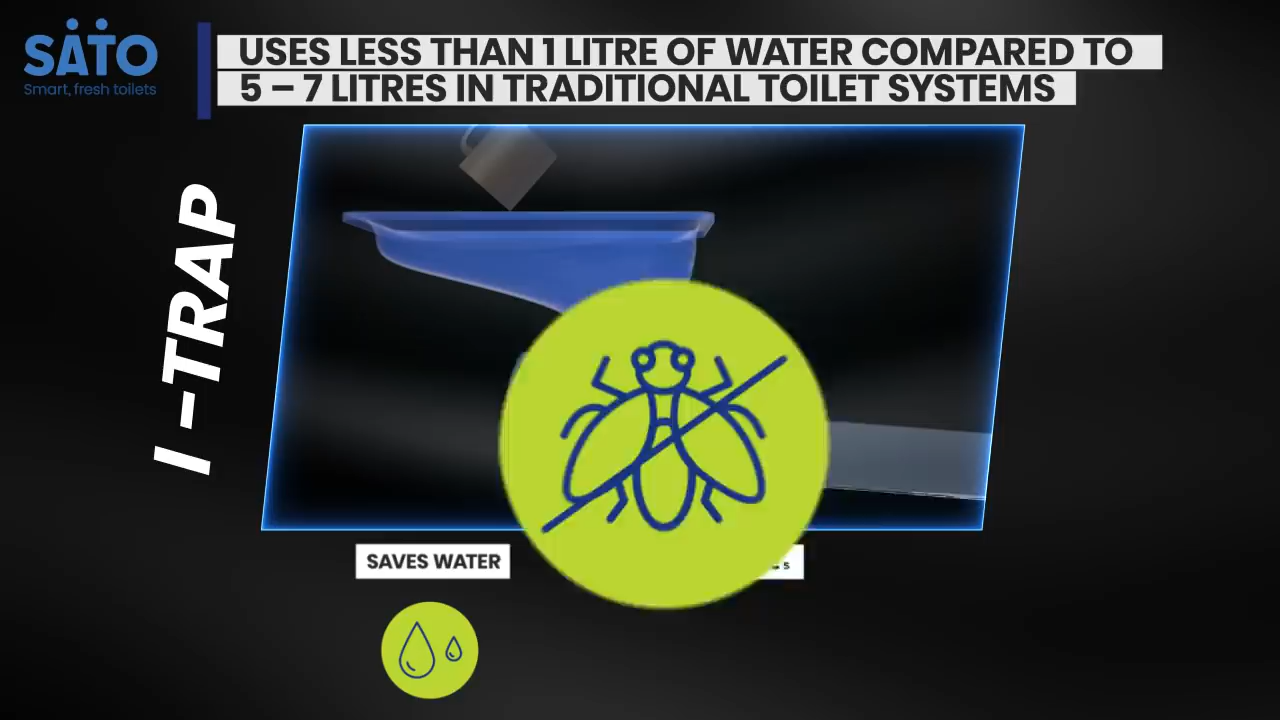 SATO
Smart, fresh toilets
USES LESS THAN 1 LITRE OF WATER COMPARED TO
5 – 7 LITRES IN TRADITIONAL TOILET SYSTEMS
I -TRAP
SAVES WATER